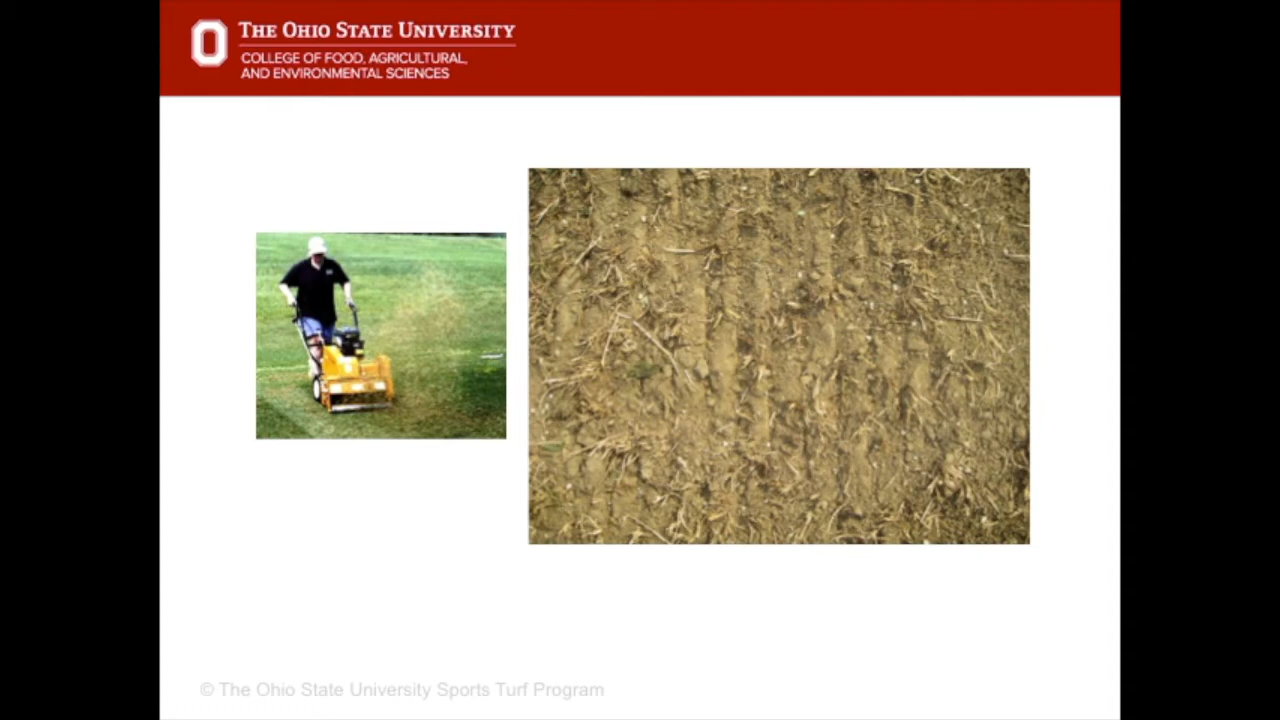 THE OHIO STATE UNIVERSITY
COLLEGE OF FOOD, AGRICULTURAL,
AND ENVIRONMENTAL SCIENCES
© The Ohio State University Sports Turf Program